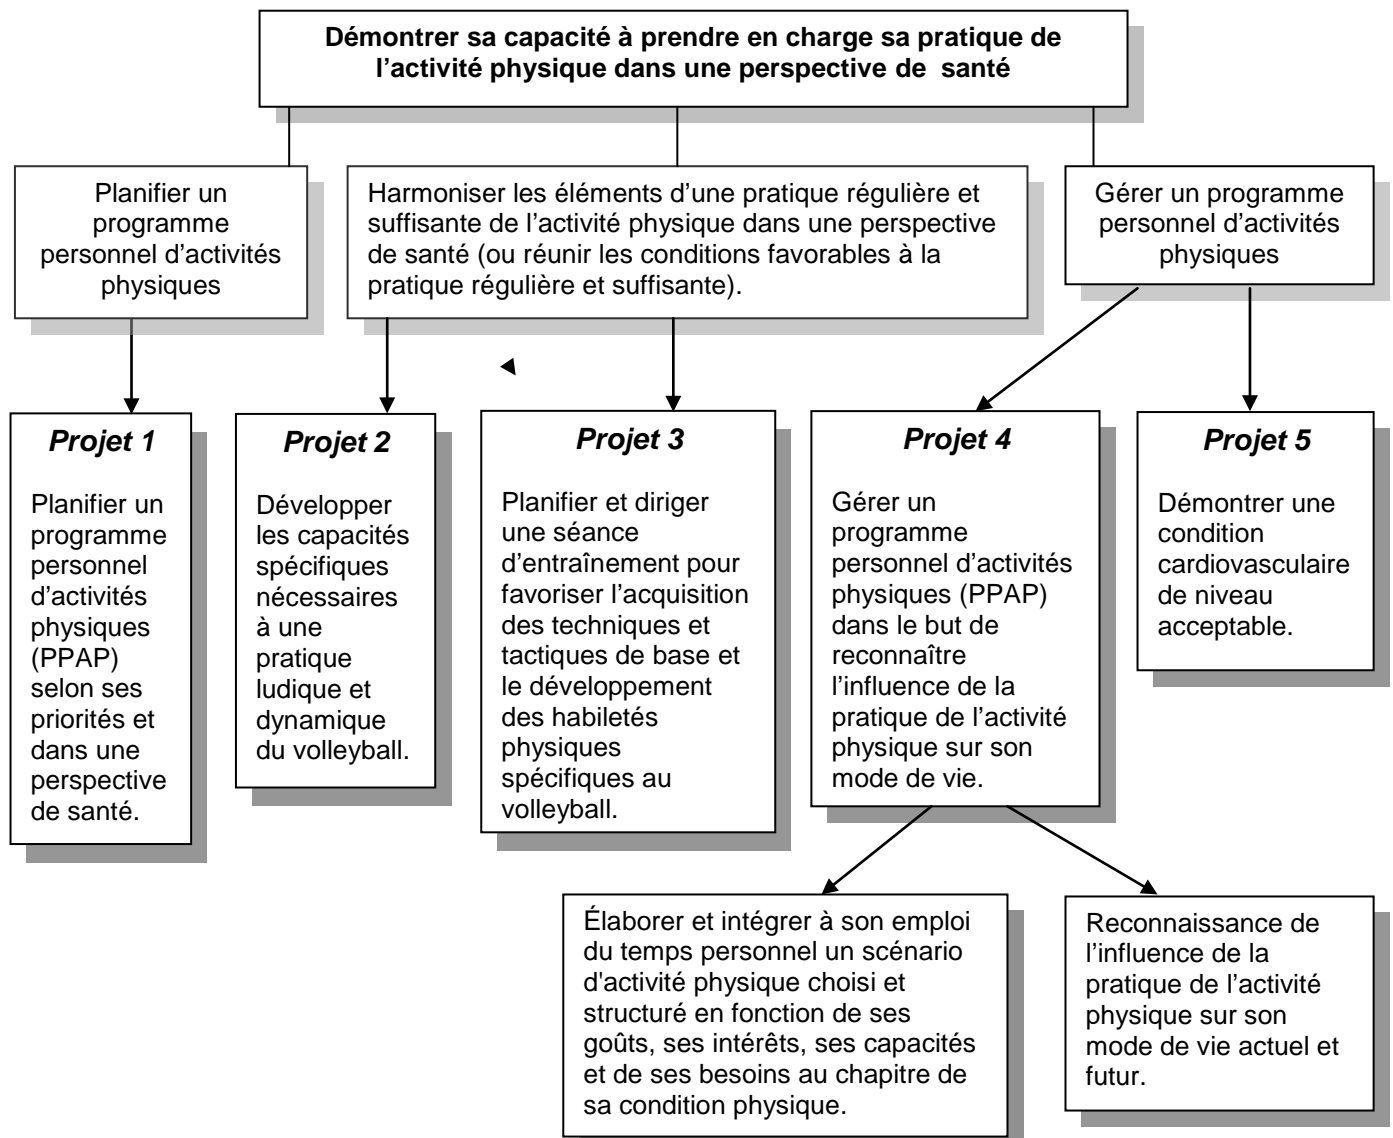 Démontrer sa capacité à prendre en charge sa pratique de
l’activité physique dans une perspective de  santé
Planifier un
programme
personnel d’activités
physiques
Harmoniser les éléments d’une pratique régulière et
suffisante de l’activité physique dans une perspective
de santé (ou réunir les conditions favorables à la
pratique régulière et suffisante).
Gérer un programme
personnel d’activités
physiques
Projet 1
Planifier un
programme
personnel
d’activités
physiques
(PPAP)
selon ses
priorités et
dans une
perspective
de santé.
Projet 2
Développer
les capacités
spécifiques
nécessaires
à une
pratique
ludique et
dynamique
du volleyball.
Projet 3
Planifier et diriger
une séance
d’entraînement pour
favoriser l’acquisition
des techniques et
tactiques de base et
le développement
des habiletés
physiques
spécifiques au
volleyball.
Projet 4
Gérer un
programme
personnel d’activités
physiques (PPAP)
dans le but de
reconnaître
l’influence de la
pratique de l’activité
physique sur son
mode de vie.
Projet 5
Démontrer une
condition
cardiovasculaire
de niveau
acceptable.
Élaborer et intégrer à son emploi
du temps personnel un scénario
d'activité physique choisi et
structuré en fonction de ses
goûts, ses intérêts, ses capacités
et de ses besoins au chapitre de
sa condition physique.
Reconnaissance de
l’influence de la
pratique de l’activité
physique sur son
mode de vie actuel et
futur.